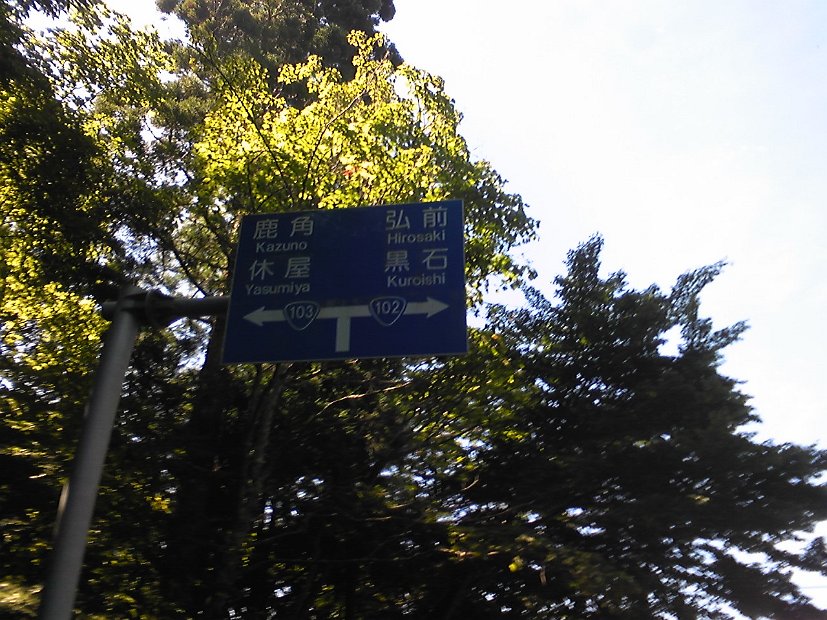 鹿角
Kazuno
休屋
Yasumiya
弘前
Hirosaki
黒石
Kuroishi
103
102